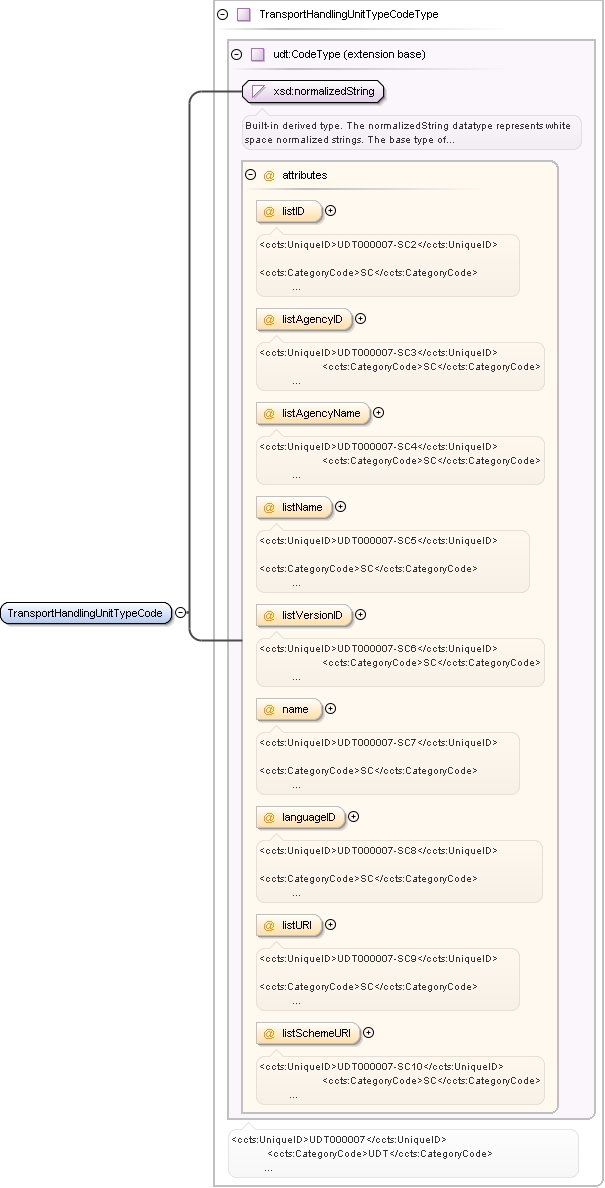 TransportHandlingUnitTypeCodeType
udt:CodeType (extension base)
xsd:normalizedString
Built-in derived type. The normalizedString datatype represents white
space normalized strings. The base type of...
@ attributes
@ listID
<ccts:UniqueID>UDT000007-SC2</ccts:UniqueID>
<ccts:CategoryCode>SC</ccts:CategoryCode>
...
@ listAgencyID
<ccts:UniqueID>UDT000007-SC3</ccts:UniqueID>
<ccts:CategoryCode>SC</ccts:CategoryCode>
...
@ listAgencyName
<ccts:UniqueID>UDT000007-SC4</ccts:UniqueID>
<ccts:CategoryCode>SC</ccts:CategoryCode>
...
@ listName
<ccts:UniqueID>UDT000007-SC5</ccts:UniqueID>
<ccts:CategoryCode>SC</ccts:CategoryCode>
...
TransportHandlingUnitTypeCode
@ listVersionID
<ccts:UniqueID>UDT000007-SC6</ccts:UniqueID>
<ccts:CategoryCode>SC</ccts:CategoryCode>
...
@ name
<ccts:UniqueID>UDT000007-SC7</ccts:UniqueID>
<ccts:CategoryCode>SC</ccts:CategoryCode>
...
@ languageID
<ccts:UniqueID>UDT000007-SC8</ccts:UniqueID>
<ccts:CategoryCode>SC</ccts:CategoryCode>
...
@ listURI
<ccts:UniqueID>UDT000007-SC9</ccts:UniqueID>
<ccts:CategoryCode>SC</ccts:CategoryCode>
...
@ listSchemeURI
<ccts:UniqueID>UDT000007-SC10</ccts:UniqueID>
<ccts:CategoryCode>SC</ccts:CategoryCode>
...
<ccts:UniqueID>UDT000007</ccts:UniqueID>
<ccts:CategoryCode>UDT</ccts:CategoryCode>
...